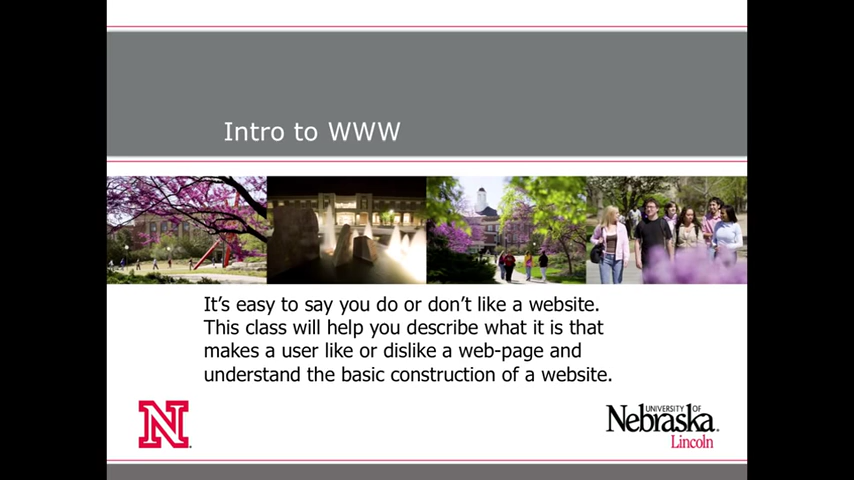 Intro to WWW
It’s easy to say you do or don’t like a website.
This class will help you describe what it is that
makes a user like or dislike a web-page and
understand the basic construction of a website.
N
UNIVERSITY OF
Nebraska
Lincoln